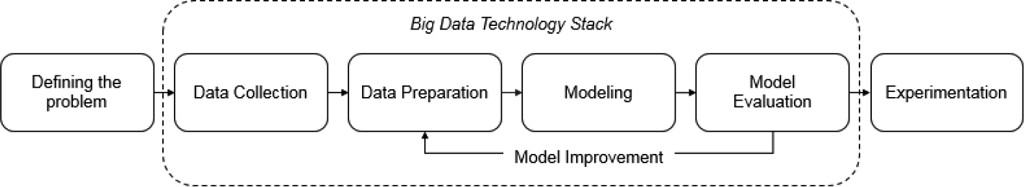 Big Data Technology Stack
Defining the
problem
Data Collection
Data Preparation
Modeling
Model
Evaluation
Experimentation
Model Improvement